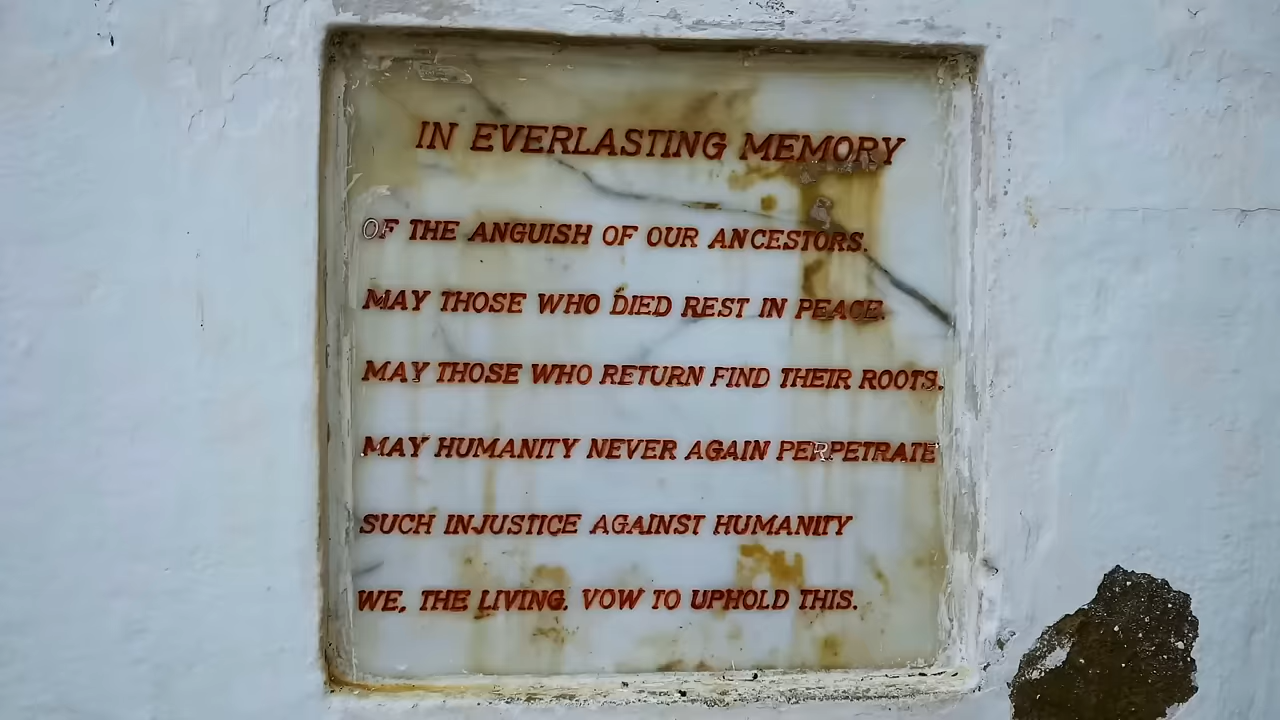 IN EVERLASTING MEMORY
OF THE ANGUISH OF OUR ANCESTORS.
MAY THOSE WHO DIED REST IN PEACE.
MAY THOSE WHO RETURN FIND THEIR ROOTS.
MAY HUMANITY NEVER AGAIN PERPETRATE
SUCH INJUSTICE AGAINST HUMANITY
WE, THE LIVING. VOW TO UPHOLD THIS.